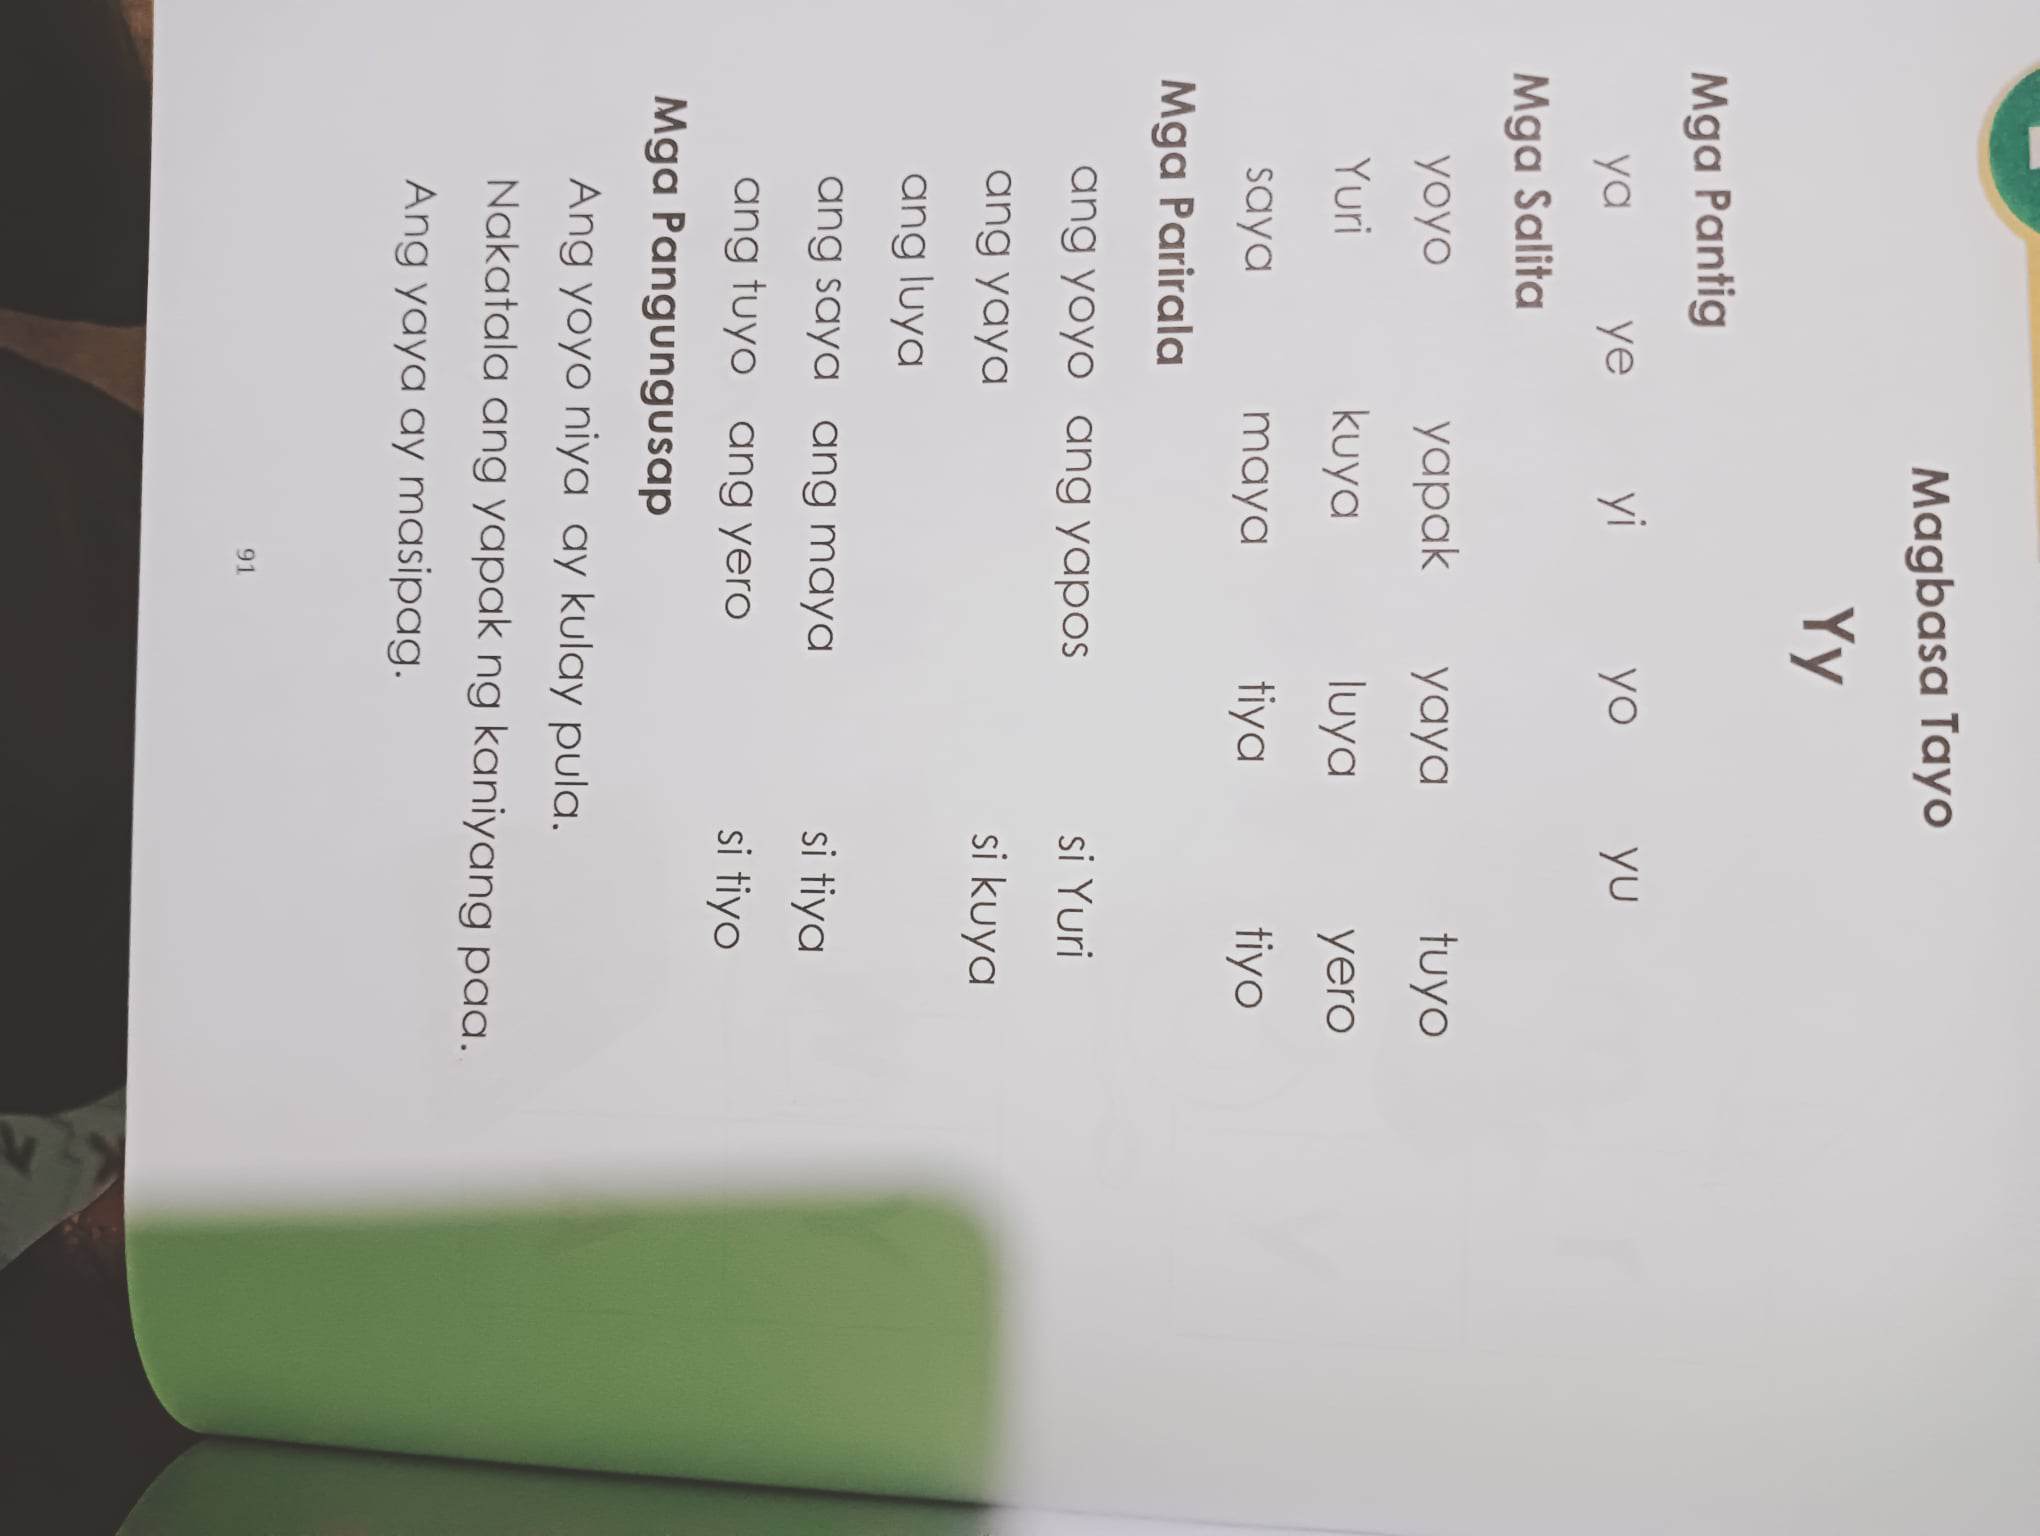 Magbasa Tayo
Yy
Mga Pantig
ya ye yi yo yu
Mga Salita
yoyo yapak yaya tuyo
Yuri kuya luya yero
saya maya tiya tiyo
Mga Parirala
ang yoyo ang yapos si Yuri
ang yaya si kuya
ang luya
ang saya ang maya si tiya
ang tuyo ang yero si tiyo
Mga Pangungusap
Ang yoyo niya ay kulay pula.
Nakatala ang yapak ng kaniyang paa.
Ang yaya ay masipag.
91